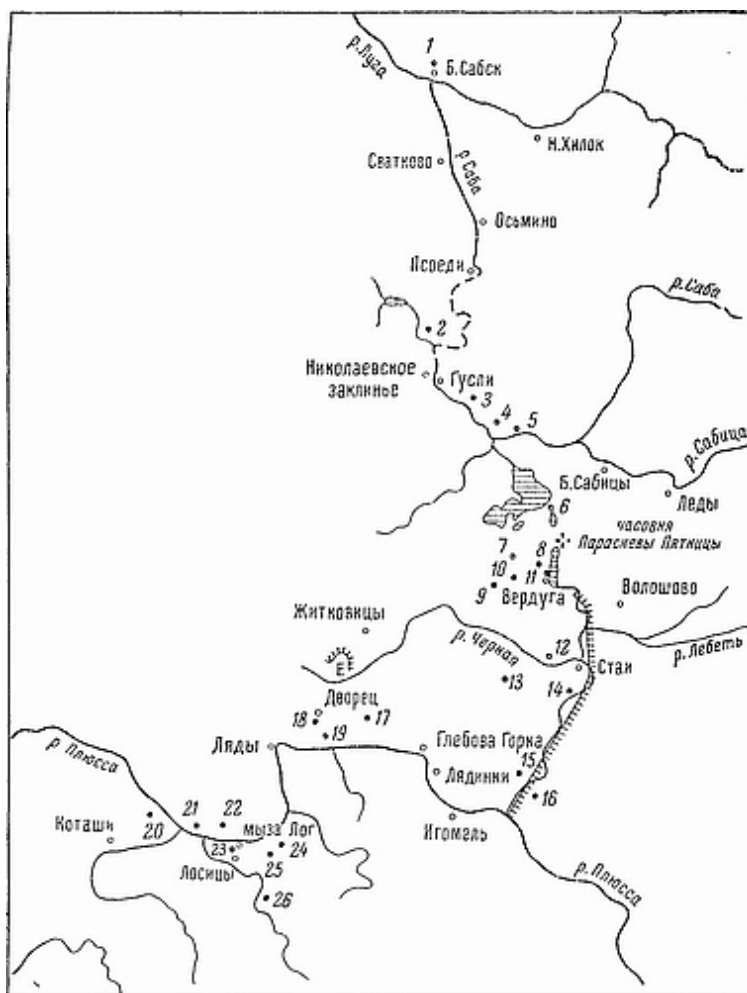 р. Луга
1
Б. Сабск
Н. Хилок
Сватково
р. Саба
Осьмино
Псоеди
р. Саба
2
Николаевское
заклинье
Гусли
3
4
5
р. Сабица
Б. Сабицы
Леды
6
часовня
Параскевы Пятницы
7
8
10
11
9
Вердуга
Волошово
Житковицы
р. Черная
12
р. Лебеть
Стаи
13
14
Дворец
18
17
19
Ляды
Глебова Горка
15
Лядинки
16
р. Плюсса
Игомель
20
21
22
Коташи
мыза Лог
23
24
25
Лосицы
26
р. Плюсса